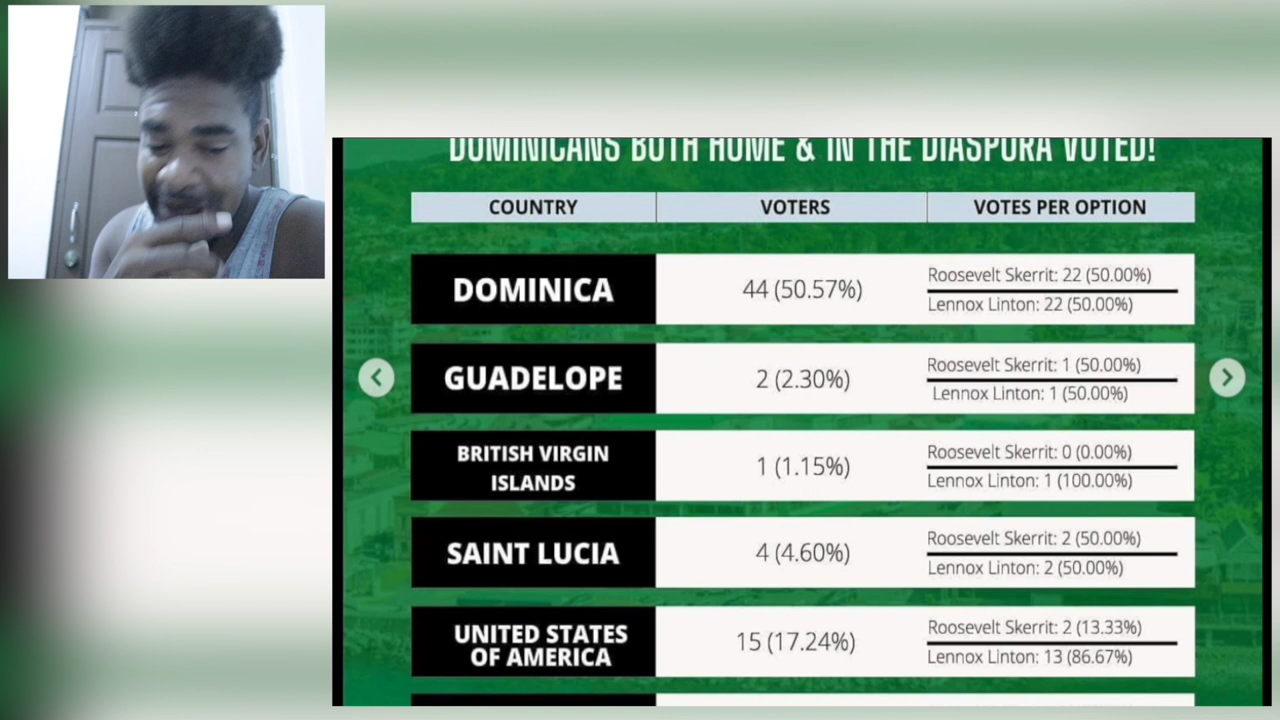 DOMINICANS BOTH HOME & IN THE DIASPORA VOTED!
COUNTRY VOTERS VOTES PER OPTION
DOMINICA 44 (50.57%) Roosevelt Skerrit: 22 (50.00%)
Lennox Linton: 22 (50.00%)
GUADELOPE 2 (2.30%) Roosevelt Skerrit: 1 (50.00%)
Lennox Linton: 1 (50.00%)
BRITISH VIRGIN
ISLANDS 1 (1.15%) Roosevelt Skerrit: 0 (0.00%)
Lennox Linton: 1 (100.00%)
SAINT LUCIA 4 (4.60%) Roosevelt Skerrit: 2 (50.00%)
Lennox Linton: 2 (50.00%)
UNITED STATES
OF AMERICA 15 (17.24%) Roosevelt Skerrit: 2 (13.33%)
Lennox Linton: 13 (86.67%)